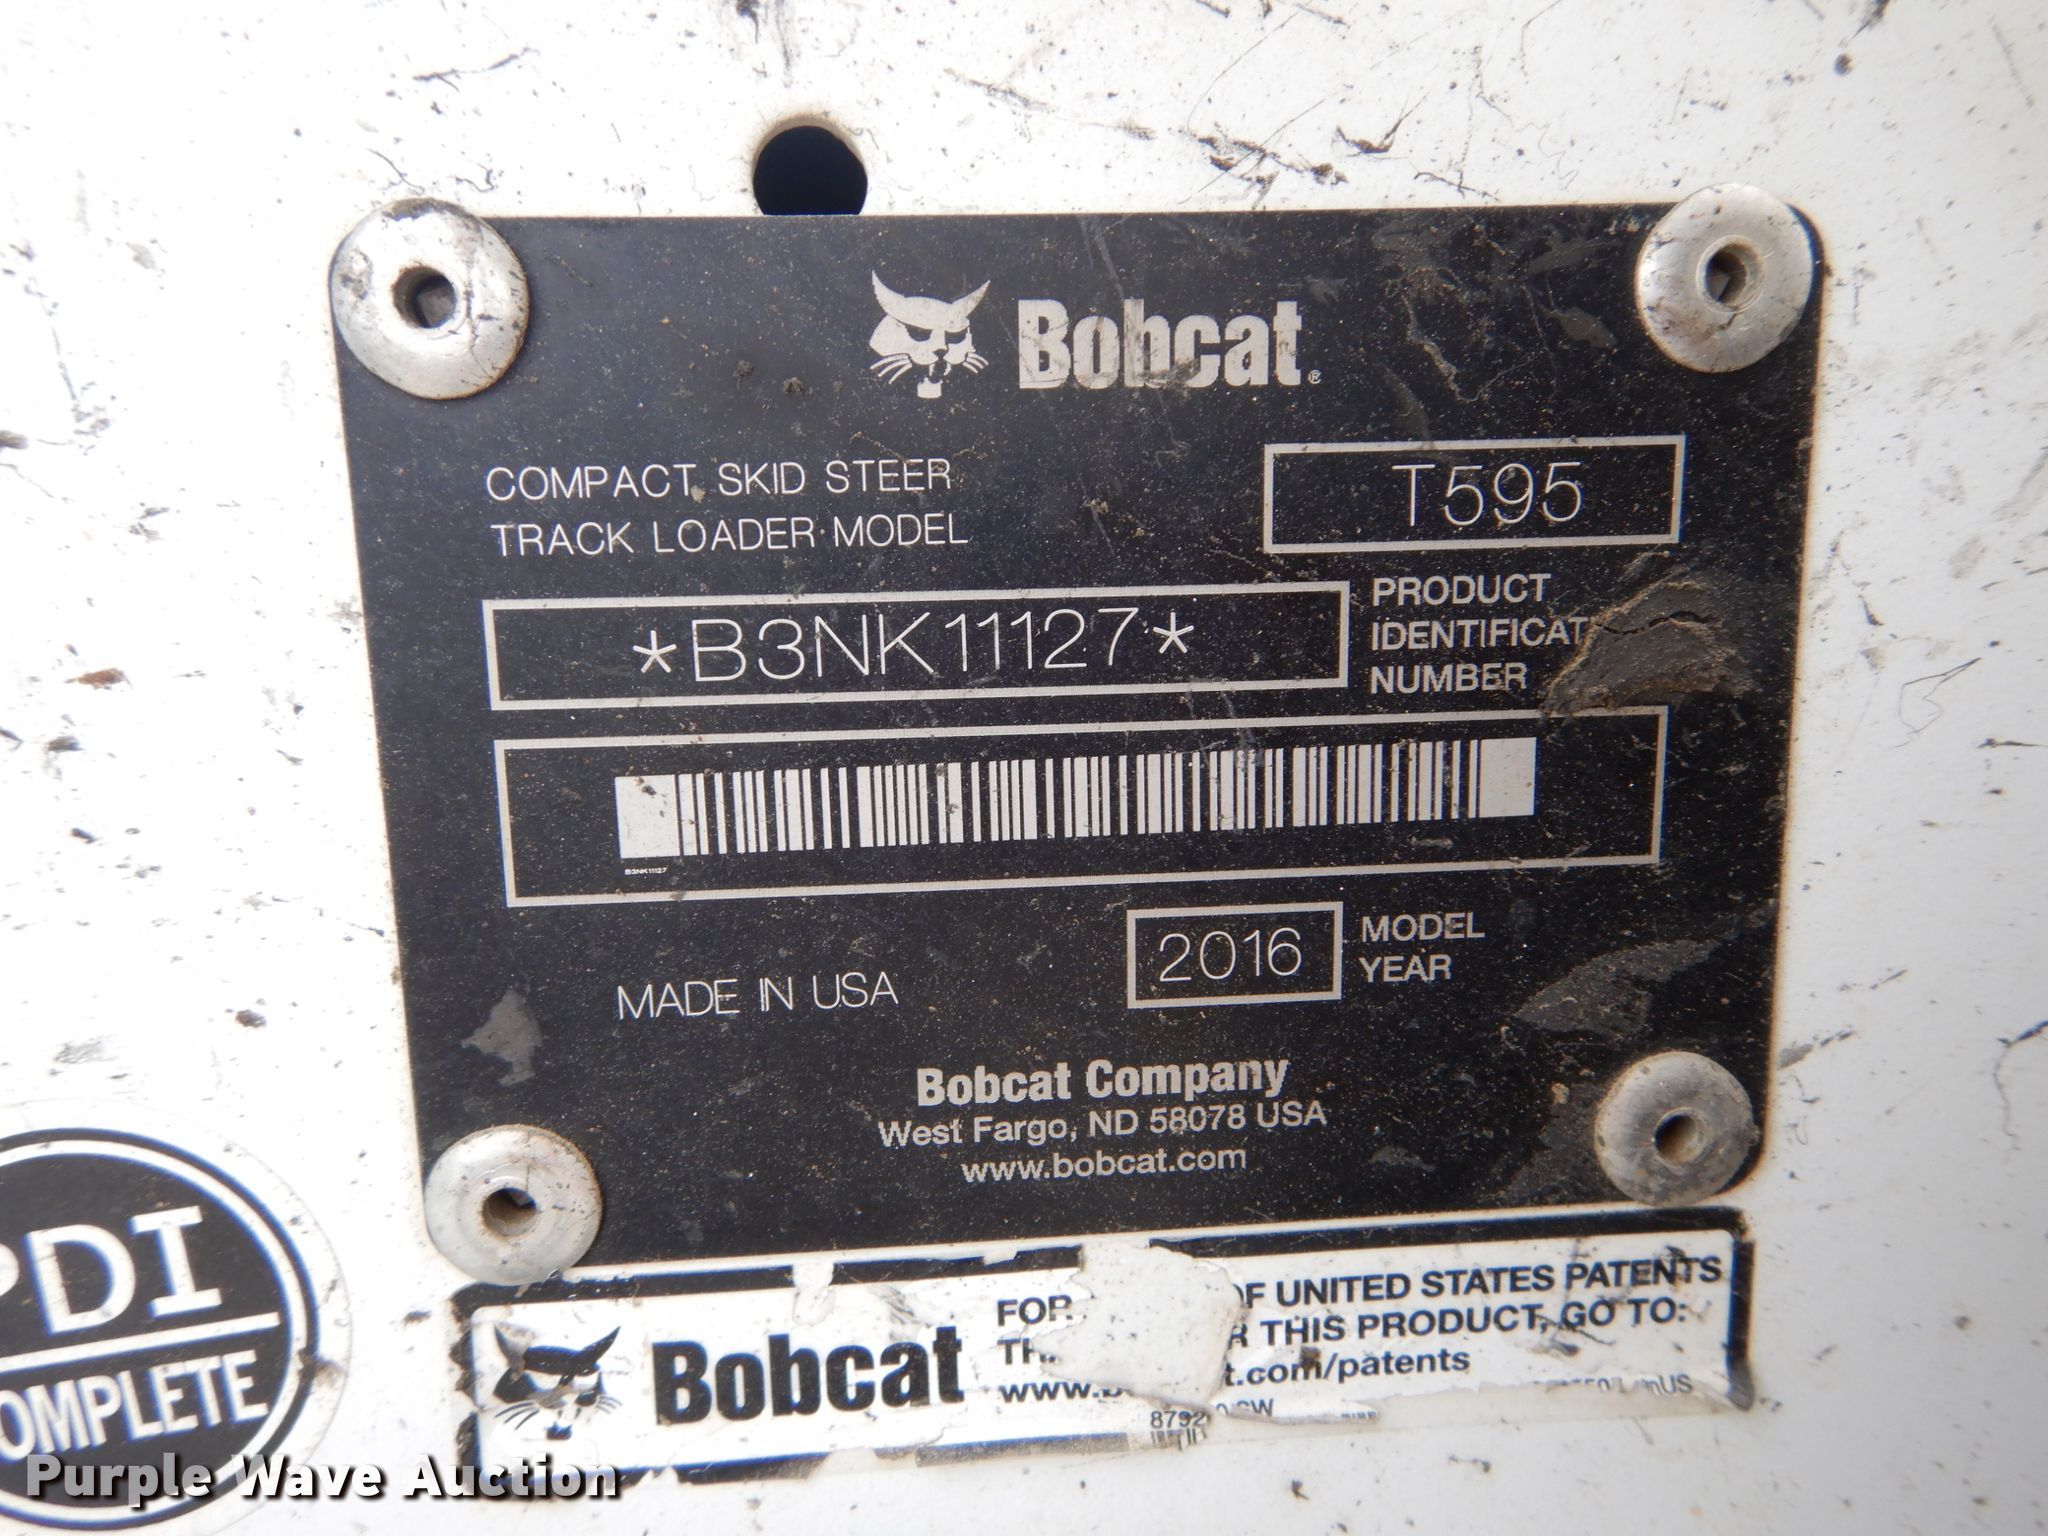 Bobcat®
COMPACT SKID STEER
TRACK LOADER MODEL
T595
*B3NK11127*
PRODUCT
IDENTIFICAT
NUMBER
B3NK11127
MADE IN USA
2016
MODEL
YEAR
Bobcat Company
West Fargo, ND 58078 USA
www.bobcat.com
PDI
COMPLETE
Bobcat
FOR OF UNITED STATES PATENTS
THIS PRODUCT, GO TO:
t.com/patents
Purple Wave Auction